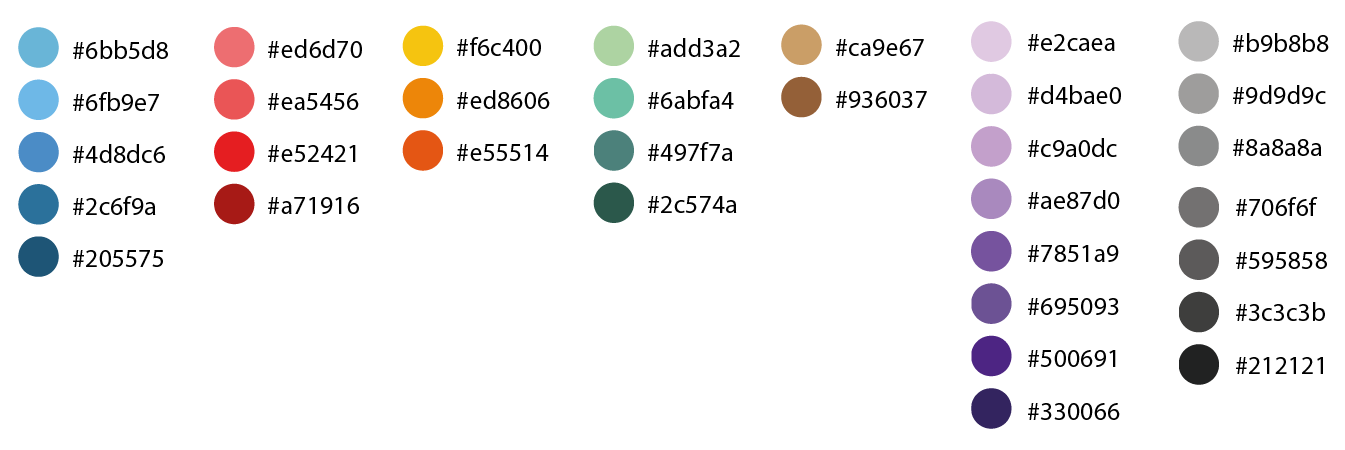 #6bb5d8
#6fb9e7
#4d8dc6
#2c6f9a
#205575
#ed6d70
#ea5456
#e52421
#a71916
#f6c400
#ed8606
#e55514
#add3a2
#6abfa4
#497f7a
#2c574a
#ca9e67
#936037
#e2caea
#d4bae0
#c9a0dc
#ae87d0
#7851a9
#695093
#500691
#330066
#b9b8b8
#9d9d9c
#8a8a8a
#706f6f
#595858
#3c3c3b
#212121